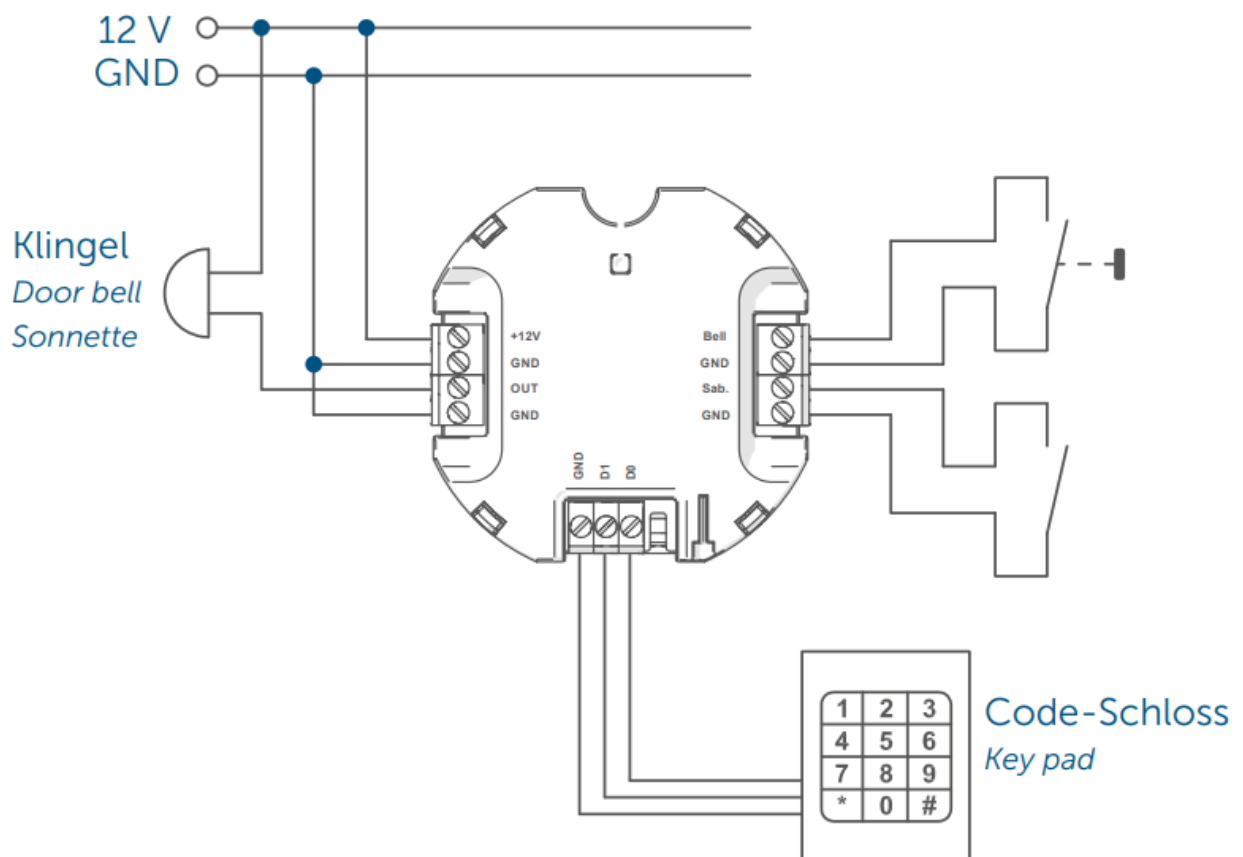 12 V
GND
Klingel
Door bell
Sonnette
+12V
GND
OUT
GND
Bell
GND
Sab.
GND
GND D1 D0
1 2 3
4 5 6
7 8 9
* 0 #
Code-Schloss
Key pad